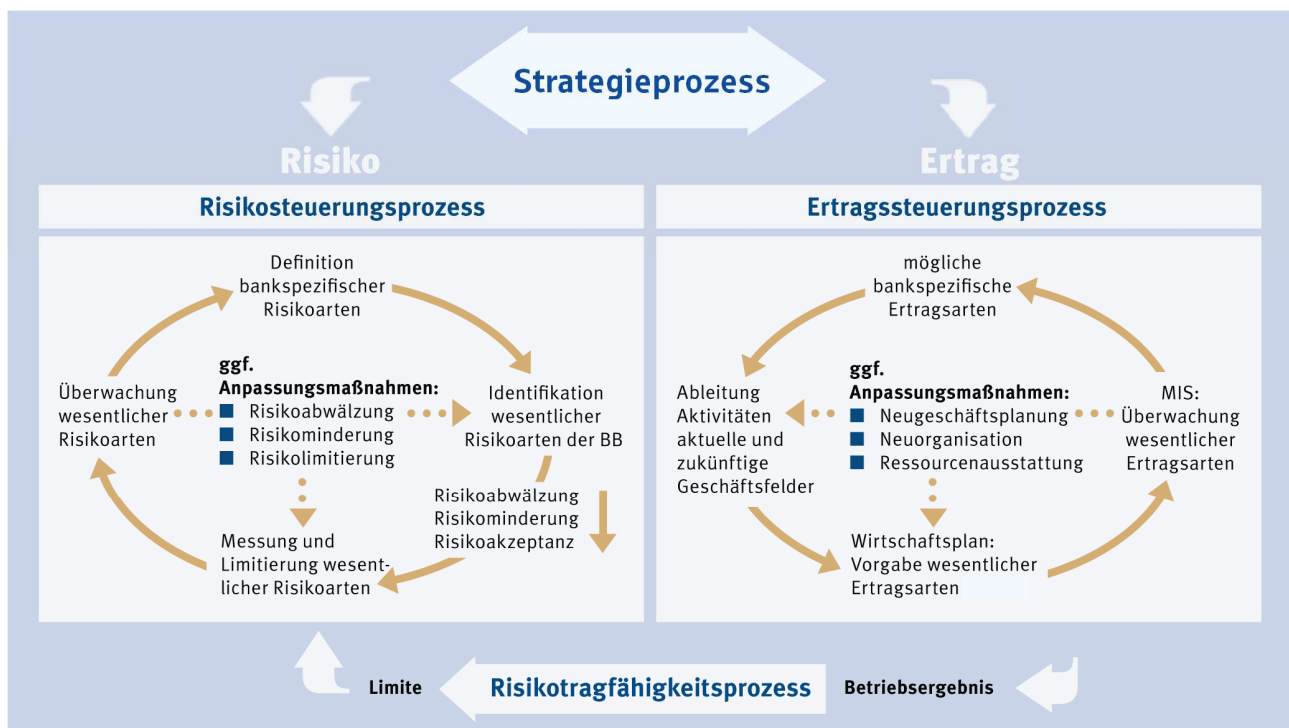 Strategieprozess
Risiko
Ertrag
Risikosteuerungsprozess
Definition
bankspezifischer
Risikoarten
ggf.
Anpassungsmaßnahmen:
Risikoabwälzung
Risikominderung
Risikolimitierung
Überwachung
wesentlicher
Risikoarten
Identifikation
wesentlicher
Risikoarten der BB
Risikoabwälzung
Risikominderung
Risikoakzeptanz
Messung und
Limitierung wesent-
licher Risikoarten
Ertragssteuerungsprozess
mögliche
bankspezifische
Ertragsarten
ggf.
Anpassungsmaßnahmen:
Neugeschäftsplanung
Neuorganisation
Ressourcenausstattung
Ableitung
Aktivitäten
aktuelle und
zukünftige
Geschäftsfelder
MIS:
Überwachung
wesentlicher
Ertragsarten
Wirtschaftsplan:
Vorgabe wesentlicher
Ertragsarten
Limite
Risikotragfähigkeitsprozess
Betriebsergebnis